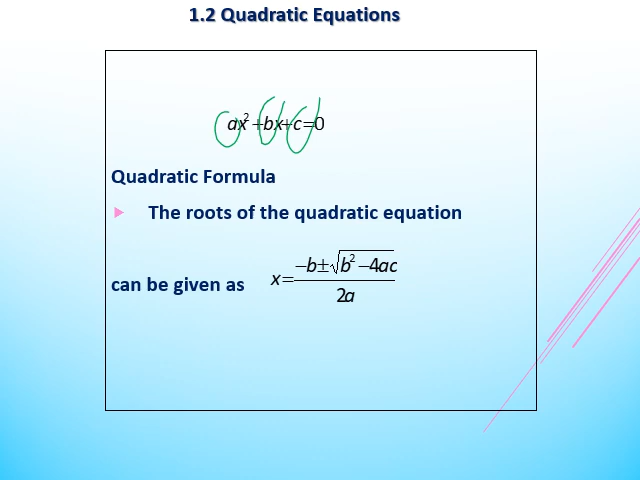 1.2 Quadratic Equations
ax²+bx+c=0
Quadratic Formula
The roots of the quadratic equation
can be given as x=(-b±√(b²-4ac))/(2a)